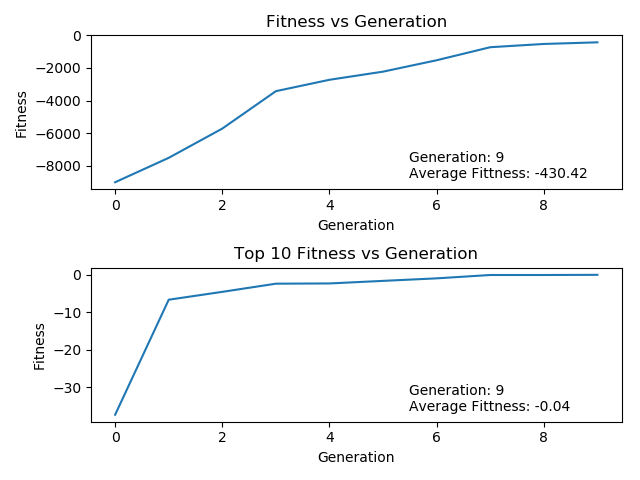 Fitness vs Generation
0
−2000
−4000
−6000
−8000
Fitness
Generation: 9
Average Fittness: -430.42
0 2 4 6 8
Generation
Top 10 Fitness vs Generation
0
−10
−20
−30
Fitness
Generation: 9
Average Fittness: -0.04
0 2 4 6 8
Generation